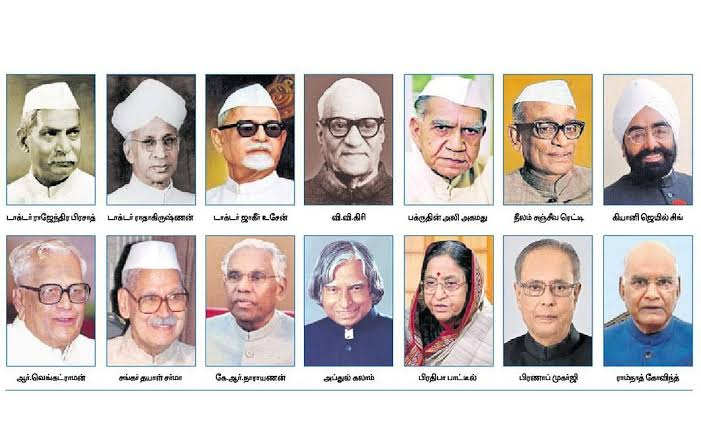 டாக்டர் ராஜேந்திர பிரசாத்
டாக்டர் ராதாகிருஷ்ணன்
டாக்டர் ஜாகீர் உசேன்
வி.வி.கிரி
பக்ருதின் அலி அகமது
நீலம் சஞ்சீவ ரெட்டி
கியானி ஜெயில் சிங்
ஆர்.வெங்கட்ராமன்
சங்கர் தயாள் சர்மா
கே.ஆர்.நாராயணன்
அப்துல் கலாம்
பிரதிபா பாட்டீல்
பிரணாப் முகர்ஜி
ராம்நாத் கோவிந்த்